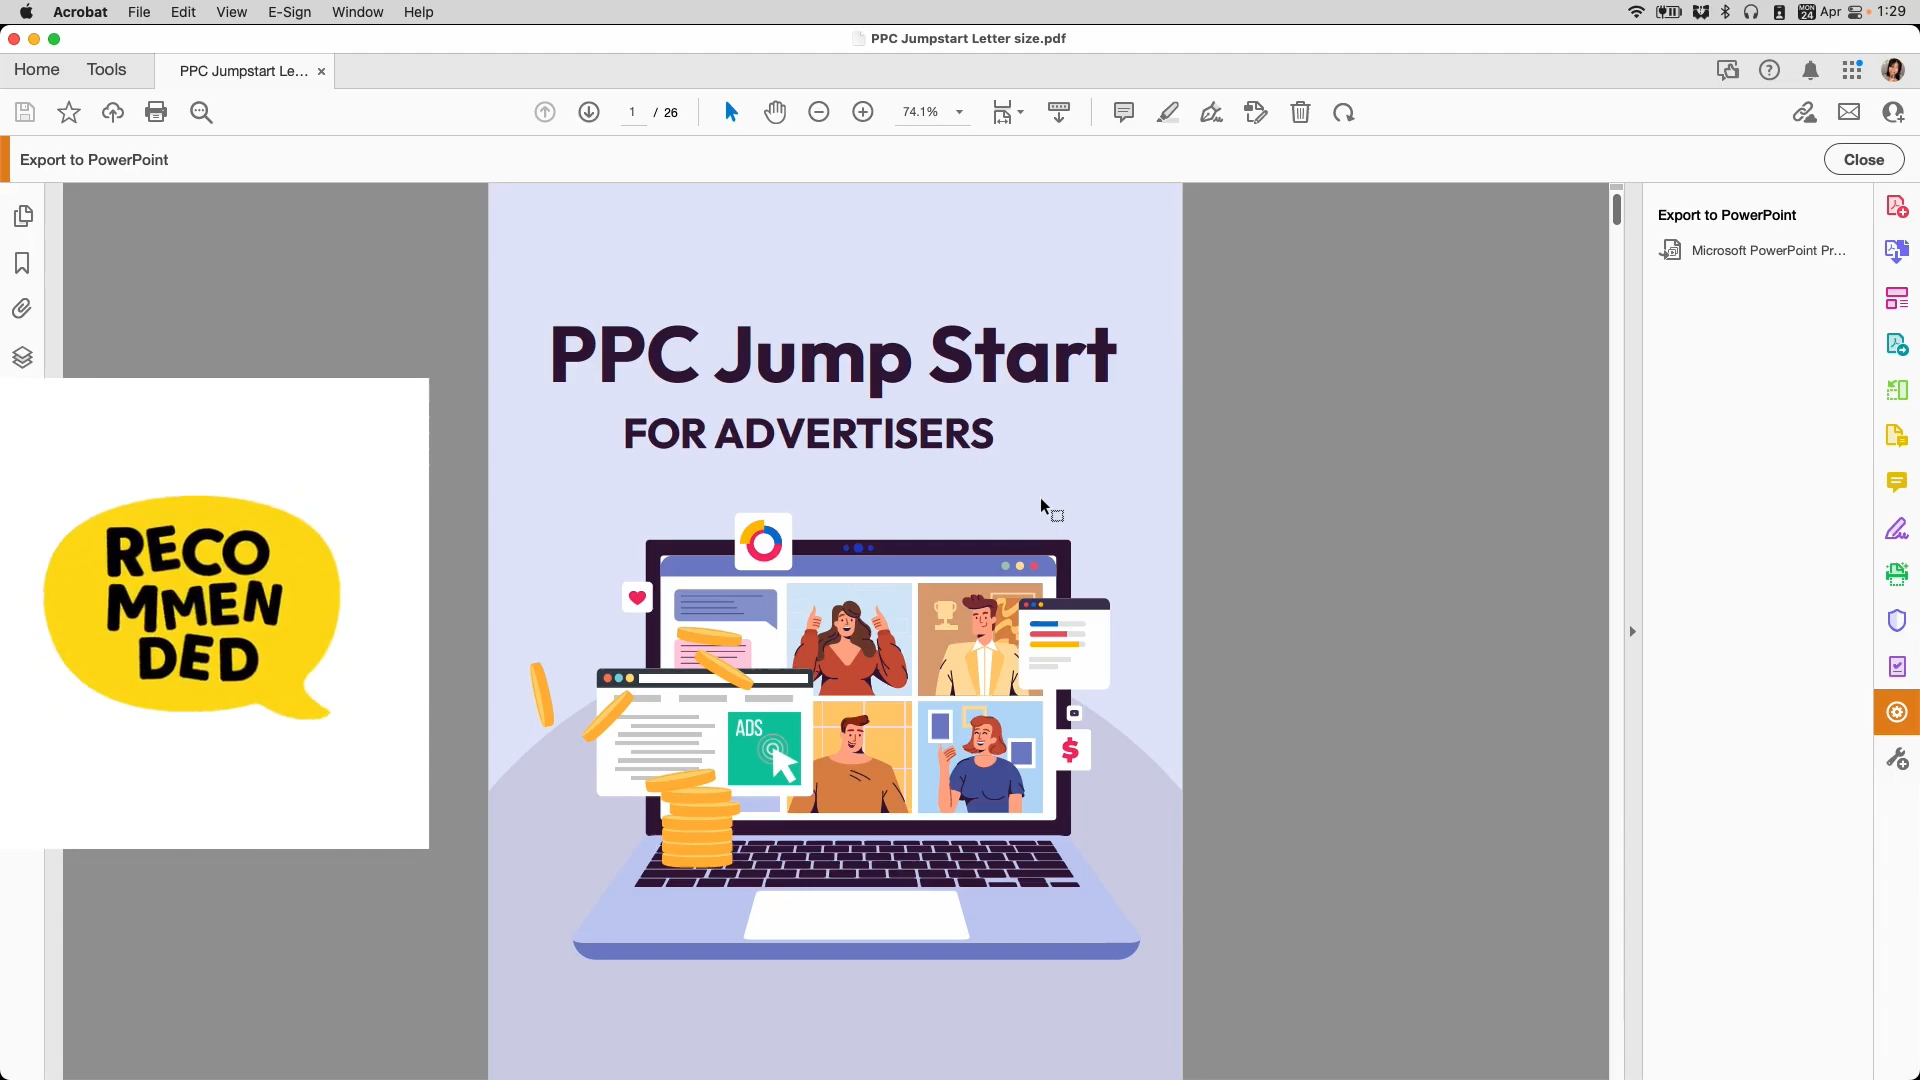 Acrobat File Edit View E-Sign Window Help
MON 24 Apr 1:29
PPC Jumpstart Letter size.pdf
Home Tools PPC Jumpstart Le... ×
1 / 26 74.1%
Export to PowerPoint
Close
Export to PowerPoint
Microsoft PowerPoint Pr...
PPC Jump Start
FOR ADVERTISERS
RECO
MMEN
DED
ADS
$